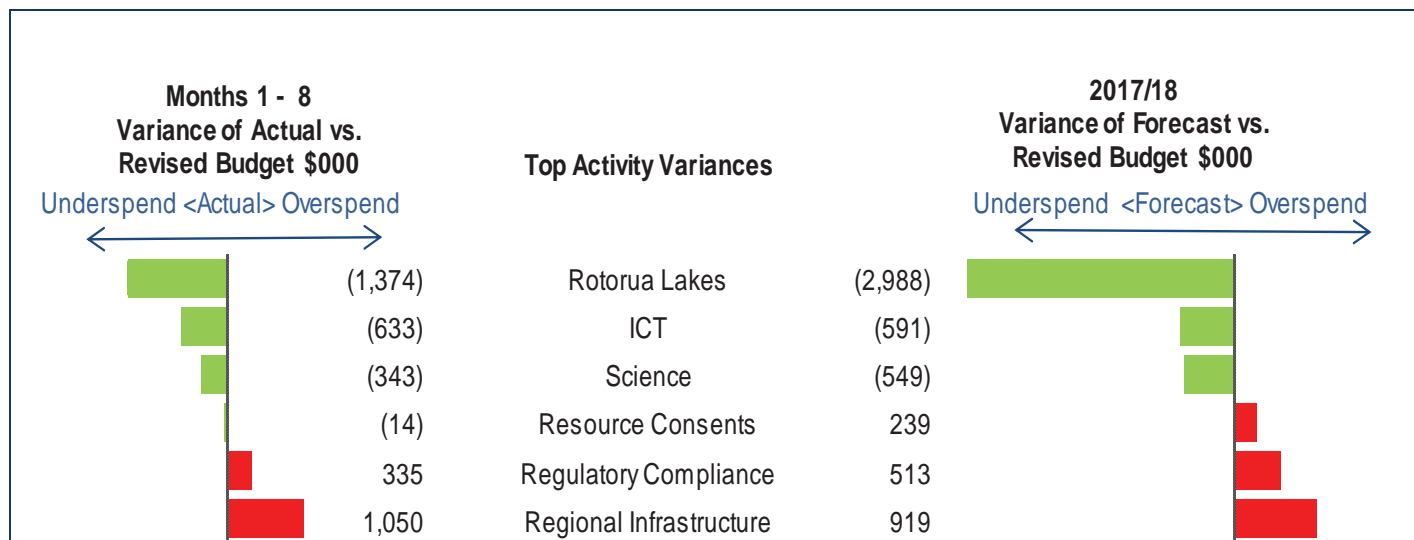 Months 1 - 8
Variance of Actual vs.
Revised Budget $000
Underspend <Actual> Overspend
Top Activity Variances
2017/18
Variance of Forecast vs.
Revised Budget $000
Underspend <Forecast> Overspend
(1,374) Rotorua Lakes (2,988)
(633) ICT (591)
(343) Science (549)
(14) Resource Consents 239
335 Regulatory Compliance 513
1,050 Regional Infrastructure 919